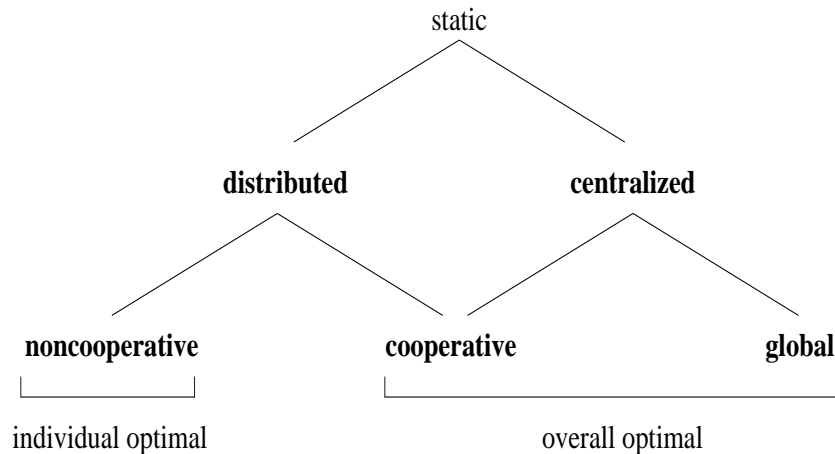 static
distributed centralized
noncooperative cooperative global
individual optimal overall optimal